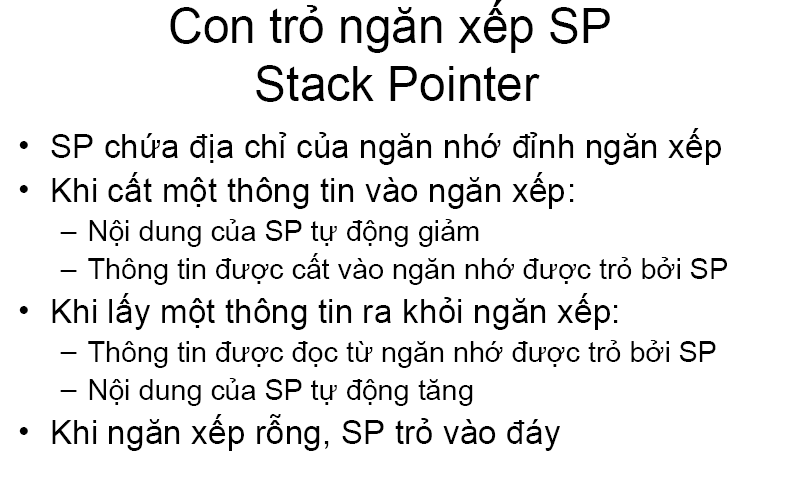 Con trỏ ngăn xếp SP
Stack Pointer
• SP chứa địa chỉ của ngăn nhớ đỉnh ngăn xếp
• Khi cất một thông tin vào ngăn xếp:
– Nội dung của SP tự động giảm
– Thông tin được cất vào ngăn nhớ được trỏ bởi SP
• Khi lấy một thông tin ra khỏi ngăn xếp:
– Thông tin được đọc từ ngăn nhớ được trỏ bởi SP
– Nội dung của SP tự động tăng
• Khi ngăn xếp rỗng, SP trỏ vào đáy